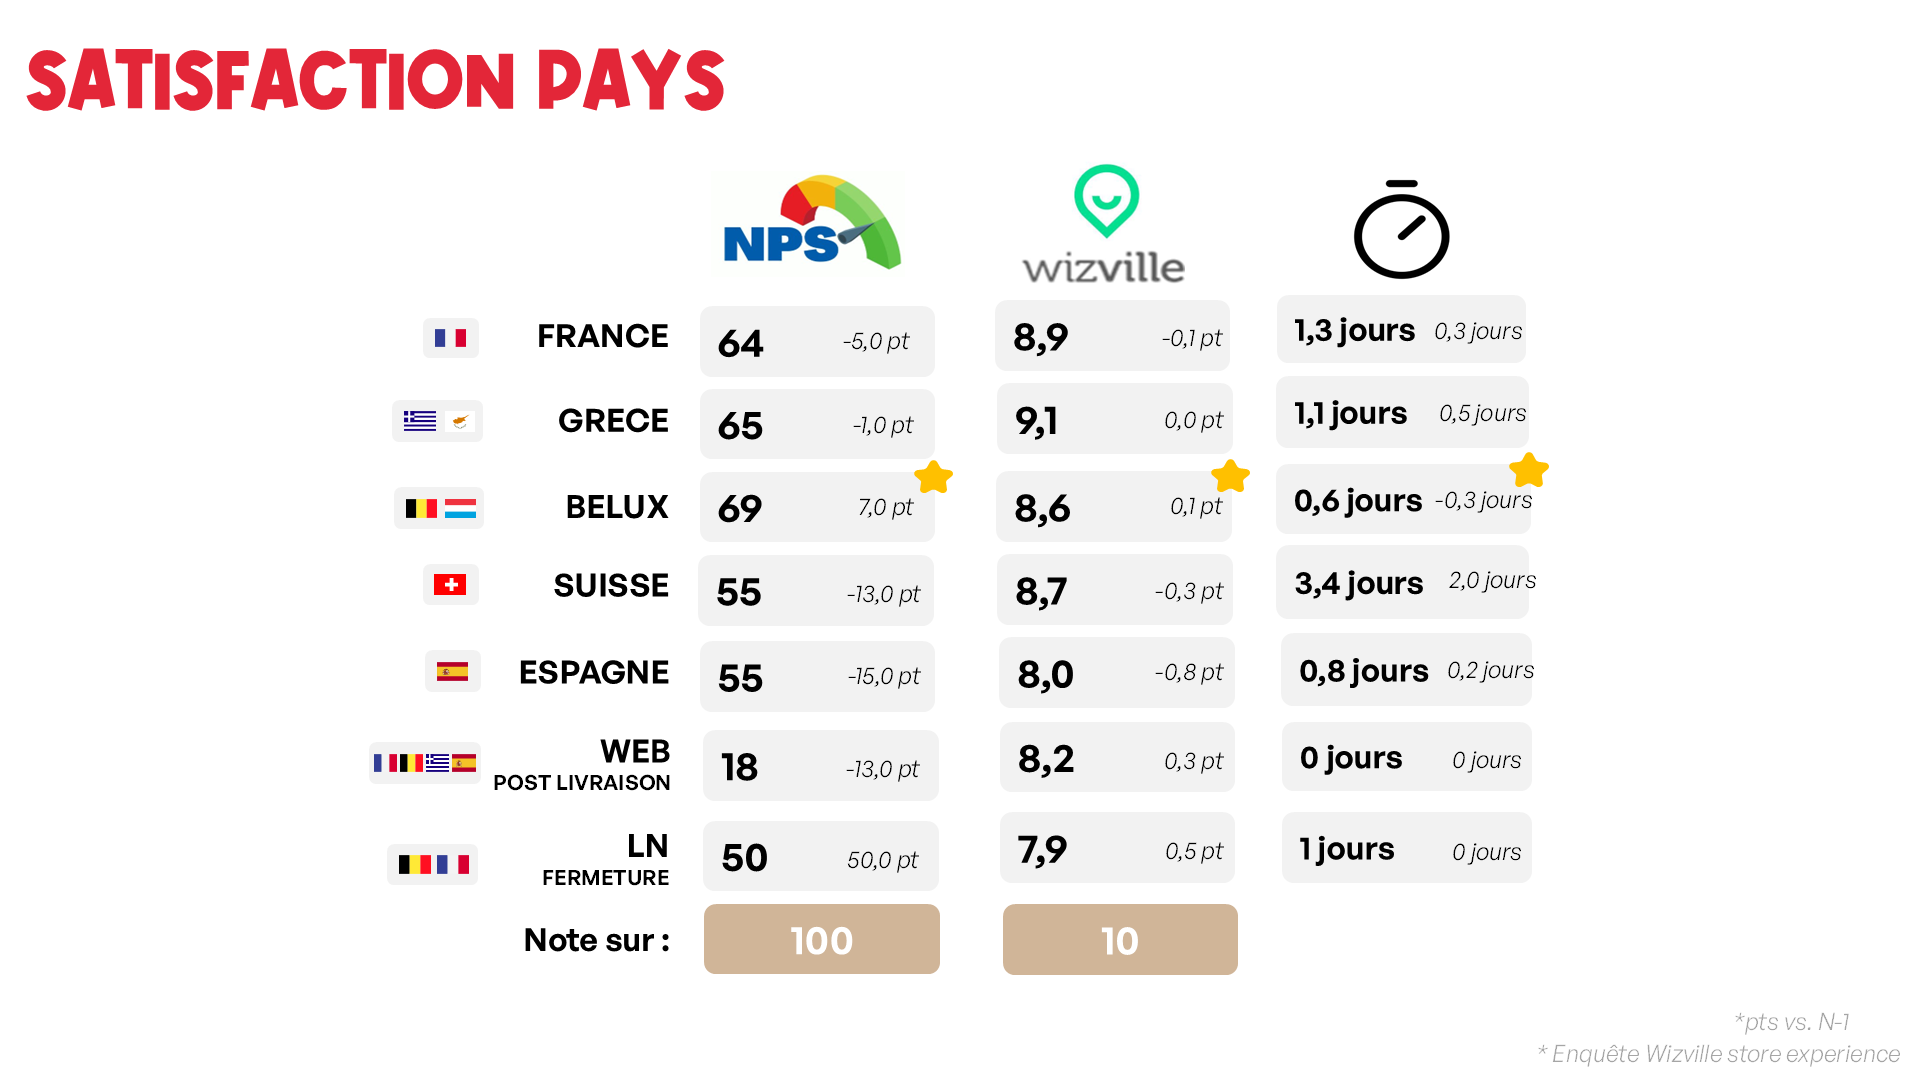 SATISFACTION DAYS
NPS
wizville
FRANCE 64 -5,0 pt 8,9 -0,1 pt 1,3 jours 0,3 jours
GRECE 65 -1,0 pt 9,1 0,0 pt 1,1 jours 0,5 jours
BELUX 69 7,0 pt 8,6 0,1 pt 0,6 jours -0,3 jours
SUISSE 55 -13,0 pt 8,7 -0,3 pt 3,4 jours 2,0 jours
ESPAGNE 55 -15,0 pt 8,0 -0,8 pt 0,8 jours 0,2 jours
WEB
POST LIVRAISON 18 -13,0 pt 8,2 0,3 pt 0 jours 0 jours
LN
FERMETURE 50 50,0 pt 7,9 0,5 pt 1 jours 0 jours
Note sur : 100 10
*pts vs. N-1
* Enquête Wizville store experience